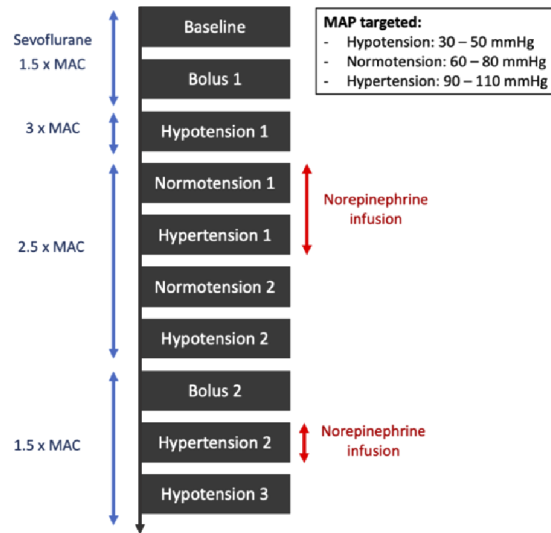 Sevoflurane
1.5 x MAC
3 x MAC
2.5 x MAC
1.5 x MAC
Baseline
Bolus 1
Hypotension 1
Normotension 1
Hypertension 1
Normotension 2
Hypotension 2
Bolus 2
Hypertension 2
Hypotension 3
MAP targeted:
- Hypotension: 30 – 50 mmHg
- Normotension: 60 – 80 mmHg
- Hypertension: 90 – 110 mmHg
Norepinephrine
infusion
Norepinephrine
infusion